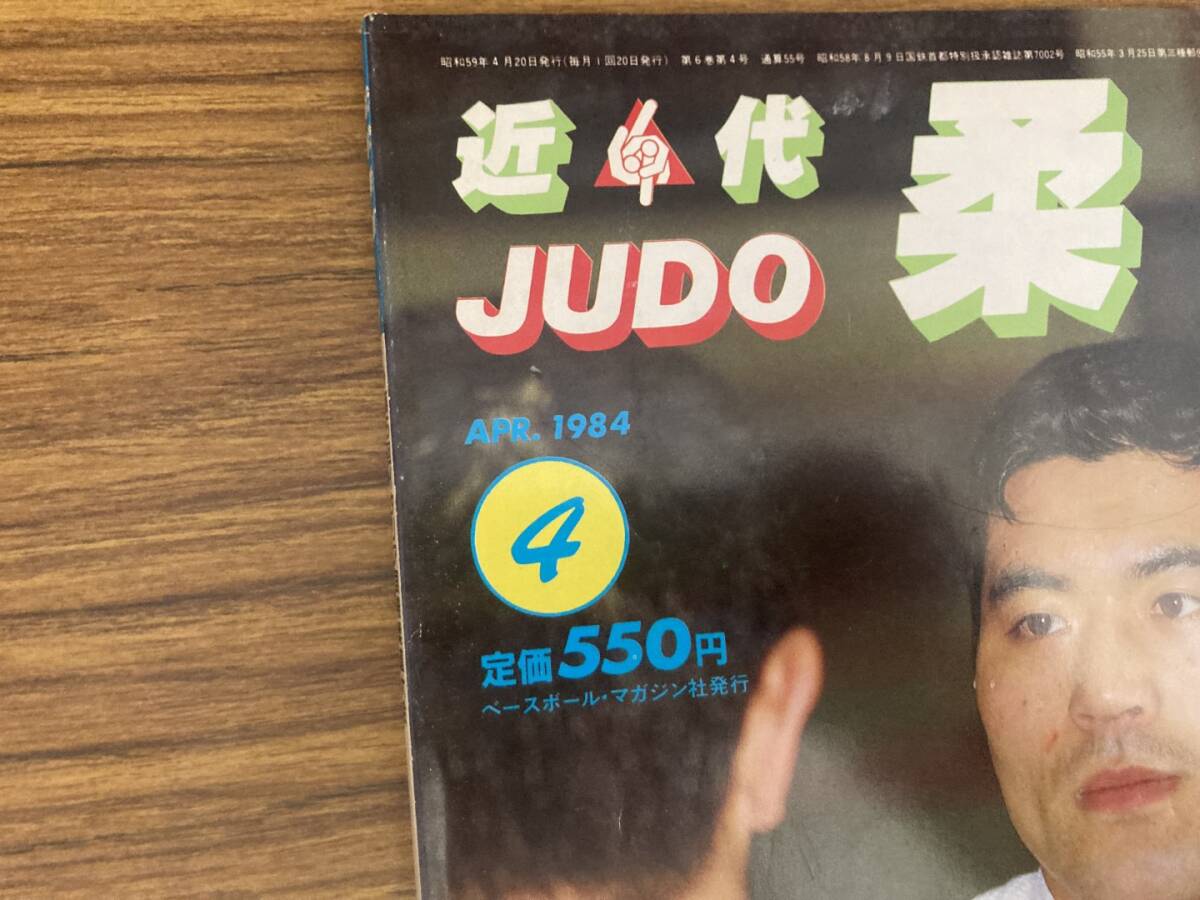 昭和59年4月20日発行(毎月1回20日発行) 第6巻第4号 通算55号 昭和58年8月9日国鉄首都特別扱承認雑誌第7002号 昭和55年3月25日第三種郵便
近代柔
JUDO
APR. 1984
4
定価550円
ベースボール・マガジン社発行